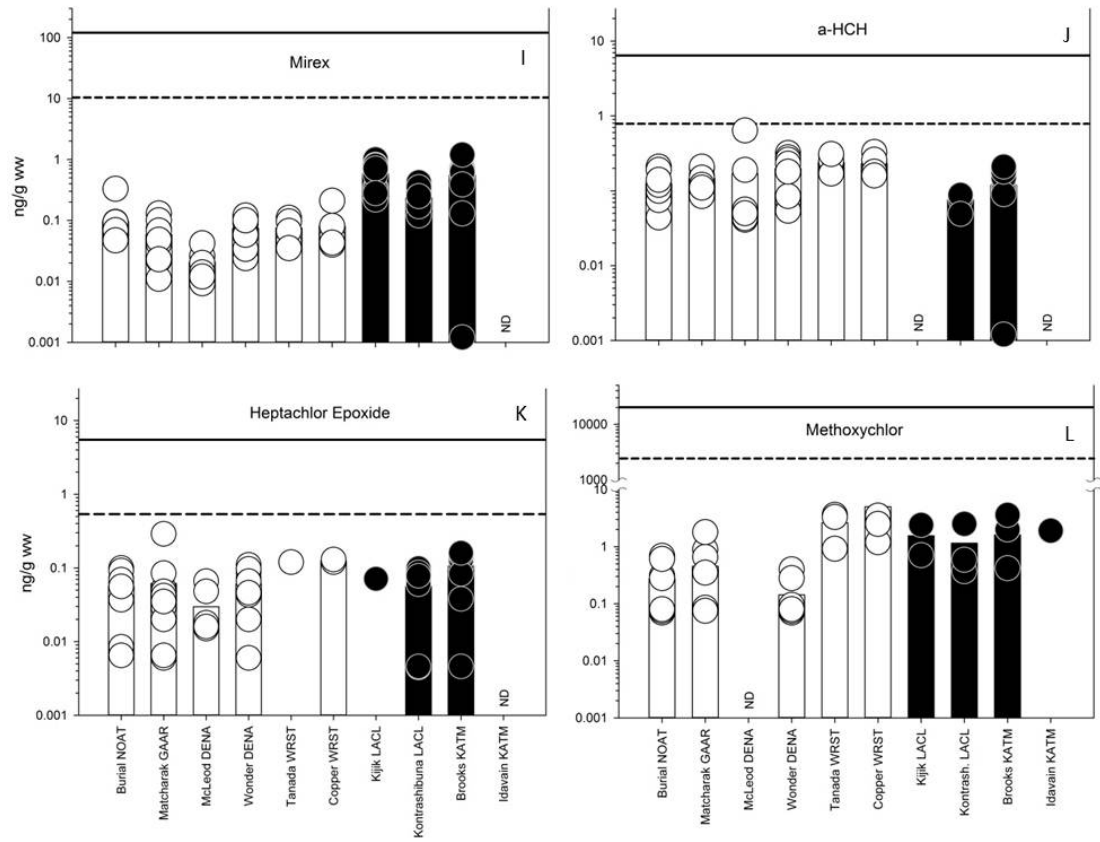 Mirex
I
100
10
1
0.1
0.01
0.001
ng/g ww
ND
a-HCH
J
10
1
0.01
0.001
ND
ND
Heptachlor Epoxide
K
10
1
0.1
0.01
0.001
ng/g ww
ND
Burial NOAT
Matcharak GAAR
McLeod DENA
Wonder DENA
Tanada WRST
Copper WRST
Kijik LACL
Kontrashibuna LACL
Brooks KATM
Idavain KATM
Methoxychlor
L
10000
1000
10
1
0.1
0.01
0.001
ND
Burial NOAT
Matcharak GAAR
McLeod DENA
Wonder DENA
Tanada WRST
Copper WRST
Kijik LACL
Kontrash. LACL
Brooks KATM
Idavain KATM